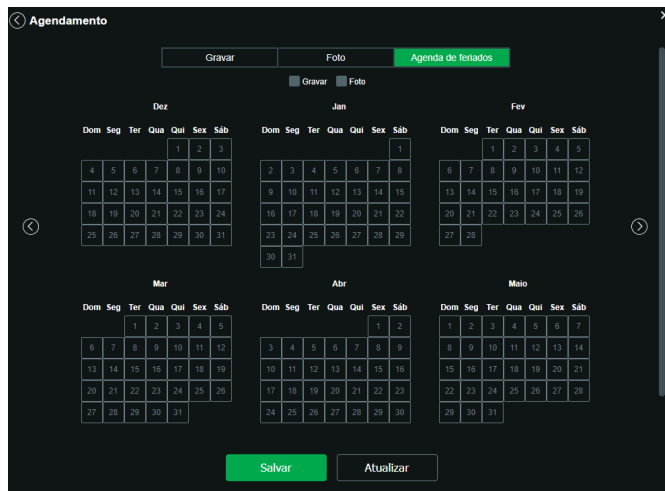 Agendamento
Gravar Foto Agenda de feriados
Gravar Foto
Dez Jan Fev
Dom Seg Ter Qua Qui Sex Sáb Dom Seg Ter Qua Qui Sex Sáb Dom Seg Ter Qua Qui Sex Sáb
1 2 3 1 1 2 3 4 5
4 5 6 7 8 9 10 2 3 4 5 6 7 8 6 7 8 9 10 11 12
11 12 13 14 15 16 17 9 10 11 12 13 14 15 13 14 15 16 17 18 19
18 19 20 21 22 23 24 16 17 18 19 20 21 22 20 21 22 23 24 25 26
25 26 27 28 29 30 31 23 24 25 26 27 28 29 27 28
30 31
Mar Abr Maio
Dom Seg Ter Qua Qui Sex Sáb Dom Seg Ter Qua Qui Sex Sáb Dom Seg Ter Qua Qui Sex Sáb
1 2 3 4 5 1 2 1 2 3 4 5 6 7
6 7 8 9 10 11 12 3 4 5 6 7 8 9 8 9 10 11 12 13 14
13 14 15 16 17 18 19 10 11 12 13 14 15 16 15 16 17 18 19 20 21
20 21 22 23 24 25 26 17 18 19 20 21 22 23 22 23 24 25 26 27 28
27 28 29 30 31 24 25 26 27 28 29 30 29 30 31
Salvar Atualizar